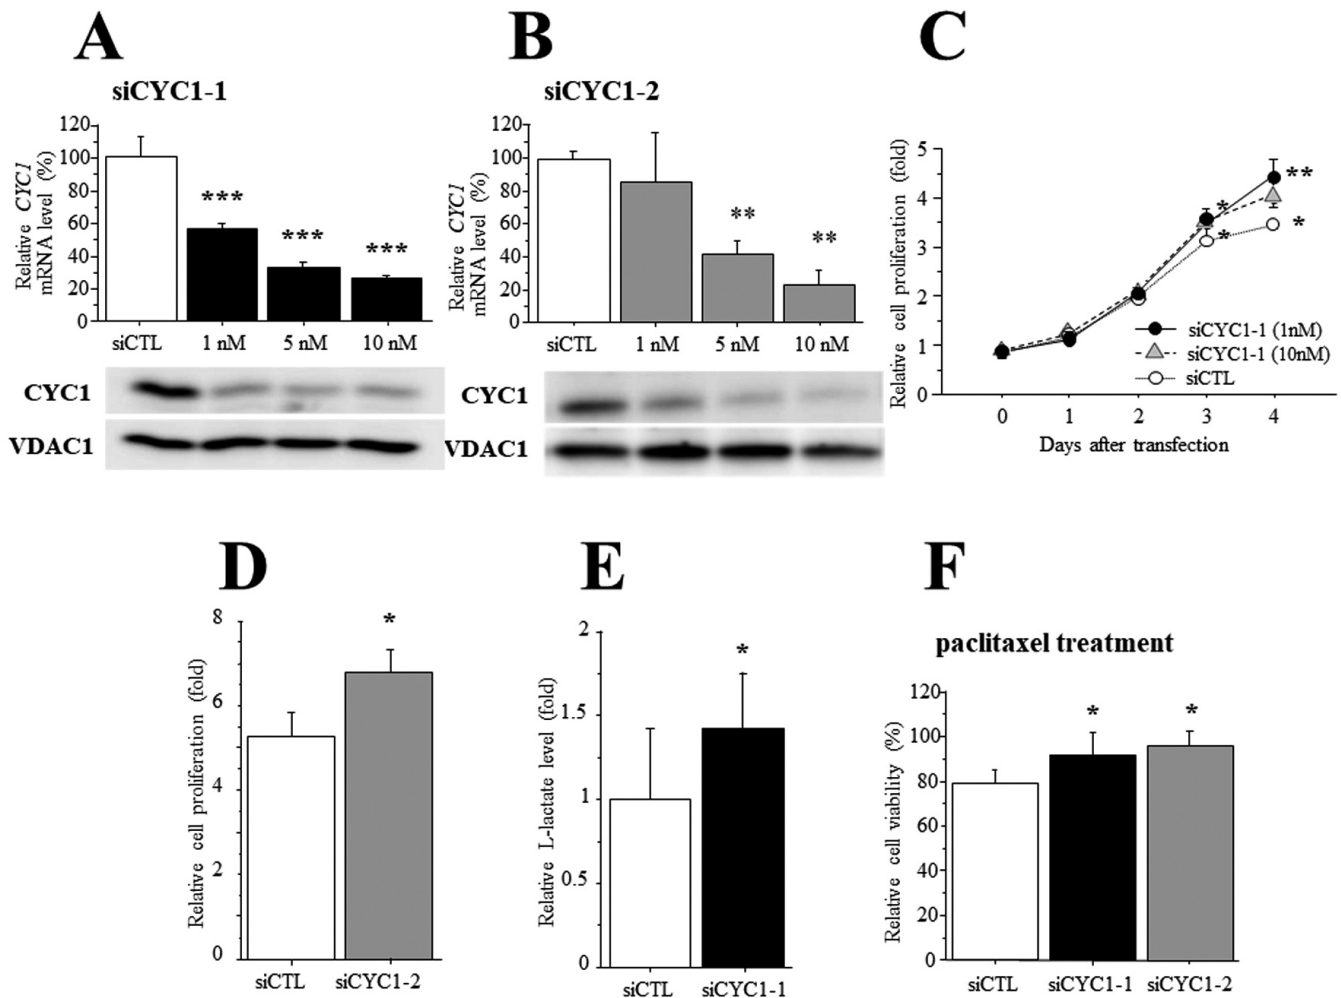 A
siCYC1-1
Relative CYC1
mRNA level (%)
120
100
80
60
40
20
0
***
***
***
siCTL 1 nM 5 nM 10 nM
CYC1
VDAC1
B
siCYC1-2
Relative CYC1
mRNA level (%)
120
100
80
60
40
20
0
**
**
siCTL 1 nM 5 nM 10 nM
CYC1
VDAC1
C
Relative cell proliferation (fold)
5
4
3
2
1
0
**
*
*
*
siCYC1-1 (1nM)
siCYC1-1 (10nM)
siCTL
0 1 2 3 4
Days after transfection
D
Relative cell proliferation (fold)
8
6
4
2
0
*
siCTL siCYC1-2
E
Relative L-lactate level (fold)
2
1.5
1
0.5
0
*
siCTL siCYC1-1
F
paclitaxel treatment
Relative cell viability (%)
120
100
80
60
40
20
0
* *
siCTL siCYC1-1 siCYC1-2